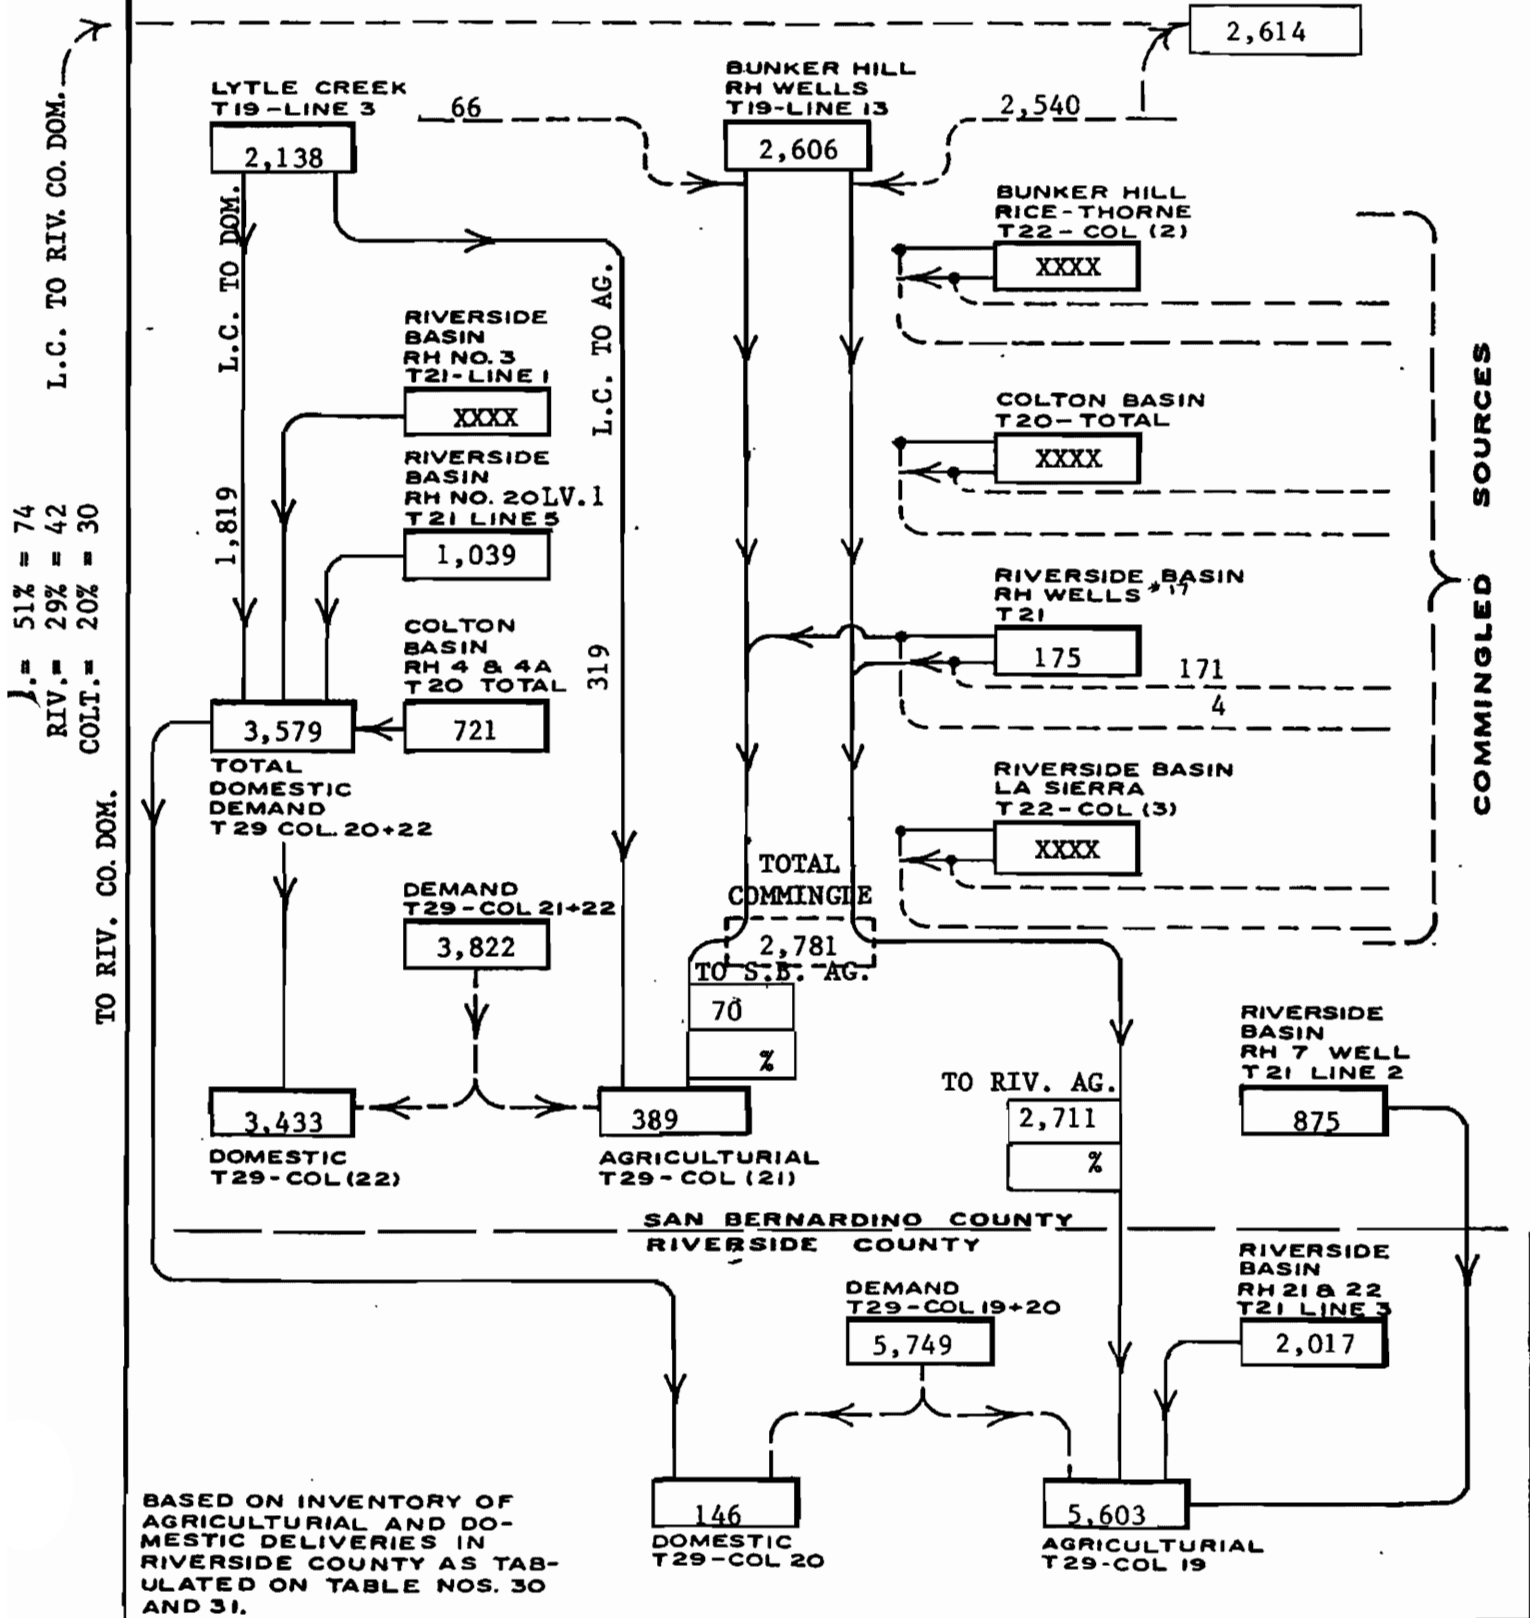 2,614
LYTLE CREEK
T19-LINE 3
2,138
66
BUNKER HILL
RH WELLS
T19-LINE 13
2,606
2,540
BUNKER HILL
RICE-THORNE
T22- COL (2)
XXXX
L.C. TO RIV. CO. DOM.
L.C. TO DOM.
1,819
L.C. TO AG.
319
RIVERSIDE
BASIN
RH NO. 3
T21-LINE 1
XXXX
RIVERSIDE
BASIN
RH NO. 20LV.1
T21 LINE 5
1,039
COLTON
BASIN
RH 4 & 4A
T20 TOTAL
721
COLTON BASIN
T20-TOTAL
XXXX
RIVERSIDE BASIN
RH WELLS #17
T21
175
171
4
RIVERSIDE BASIN
LA SIERRA
T22-COL (3)
XXXX
COMMINGLED SOURCES
51% = 74
RIV.= 29% = 42
COLT.= 20% = 30
TO RIV. CO. DOM.
3,579
TOTAL
DOMESTIC
DEMAND
T29 COL. 20+22
DEMAND
T29-COL 21+22
3,822
TOTAL
COMMINGLE
2,781
TO S.B. AG.
70
%
3,433
DOMESTIC
T29-COL (22)
389
AGRICULTURIAL
T29-COL (21)
TO RIV. AG.
2,711
%
RIVERSIDE
BASIN
RH 7 WELL
T21 LINE 2
875
SAN BERNARDINO COUNTY
RIVERSIDE COUNTY
DEMAND
T29-COL 19+20
5,749
RIVERSIDE
BASIN
RH 21 & 22
T21 LINE 3
2,017
146
DOMESTIC
T29-COL 20
5,603
AGRICULTURIAL
T29-COL 19
BASED ON INVENTORY OF
AGRICULTURIAL AND DO-
MESTIC DELIVERIES IN
RIVERSIDE COUNTY AS TAB-
ULATED ON TABLE NOS. 30
AND 31.